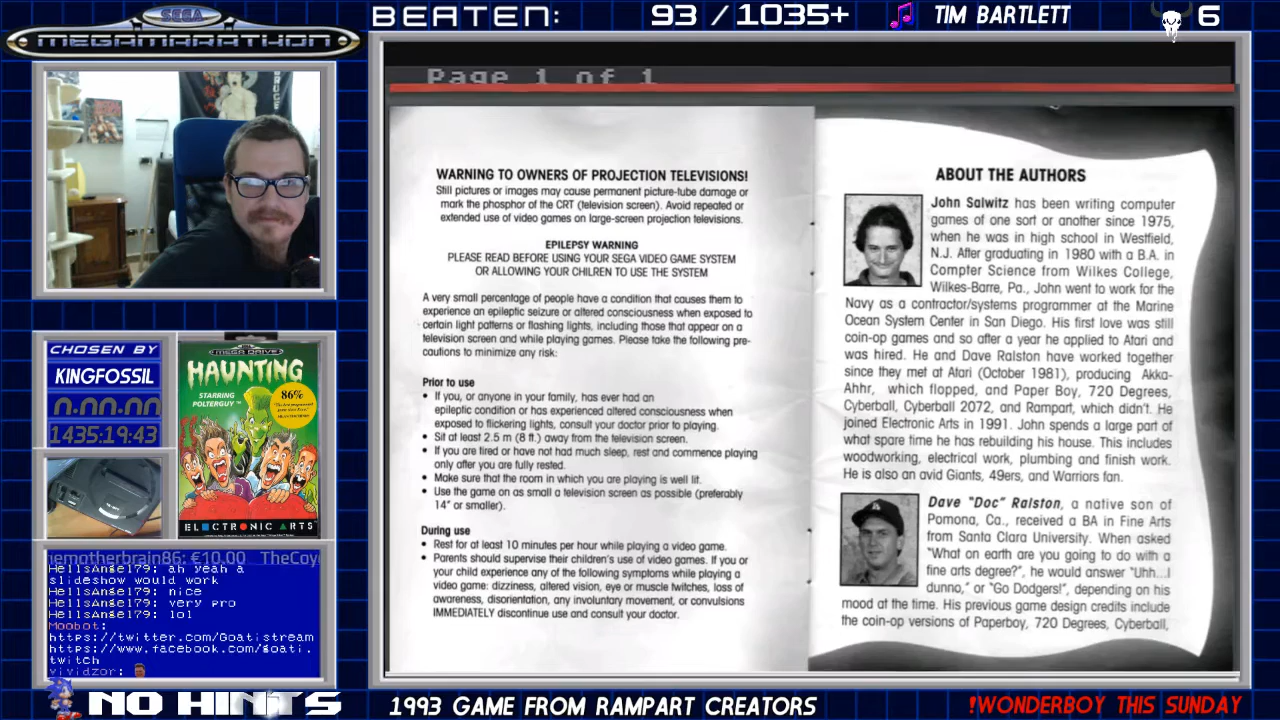 SEGA
MEGAMARATHON
BEATEN:
93 / 1035+
TIM BARTLETT
6
Page 1 of 1
CHOSEN BY
KINGFOSSIL
0.00.00
1435:19:43
MEGA DRIVE
HAUNTING
STARRING
POLTERGUY™
86%
ELECTRONIC ARTS
nemotherbrain86: €10.00 TheCoy
HellsAngel79: ah yeah a
slideshow would work
HellsAngel79: nice
HellsAngel79: very pro
HellsAngel79: lol
Moobot:
https://twitter.com/Goatistream
https://www.facebook.com/goati.
twitch
vividzor:
WARNING TO OWNERS OF PROJECTION TELEVISIONS!
Still pictures or images may cause permanent picture-tube damage or
mark the phosphor of the CRT (television screen). Avoid repeated or
extended use of video games on large-screen projection televisions.
EPILEPSY WARNING
PLEASE READ BEFORE USING YOUR SEGA VIDEO GAME SYSTEM
OR ALLOWING YOUR CHILREN TO USE THE SYSTEM
A very small percentage of people have a condition that causes them to
experience an epileptic seizure or altered consciousness when exposed to
certain light patterns or flashing lights, including those that appear on a
television screen and while playing games. Please take the following pre-
cautions to minimize any risk:
Prior to use
• If you, or anyone in your family, has ever had an
epileptic condition or has experienced altered consciousness when
exposed to flickering lights, consult your doctor prior to playing.
• Sit at least 2.5 m (8 ft.) away from the television screen.
• If you are tired or have not had much sleep, rest and commence playing
only after you are fully rested.
• Make sure that the room in which you are playing is well lit.
• Use the game on as small a television screen as possible (preferably
14" or smaller).
During use
• Rest for at least 10 minutes per hour while playing a video game.
• Parents should supervise their children's use of video games. If you or
your child experience any of the following symptoms while playing a
video game: dizziness, altered vision, eye or muscle twitches, loss of
awareness, disorientation, any involuntary movement, or convulsions
IMMEDIATELY discontinue use and consult your doctor.
ABOUT THE AUTHORS
John Salwitz has been writing computer
games of one sort or another since 1975,
when he was in high school in Westfield,
N.J. After graduating in 1980 with a B.A. in
Compter Science from Wilkes College,
Wilkes-Barre, Pa., John went to work for the
Navy as a contractor/systems programmer at the Marine
Ocean System Center in San Diego. His first love was still
coin-op games and so after a year he applied to Atari and
was hired. He and Dave Ralston have worked together
since they met at Atari (October 1981), producing Akka-
Ahhr, which flopped, and Paper Boy, 720 Degrees,
Cyberball, Cyberball 2072, and Rampart, which didn't. He
joined Electronic Arts in 1991. John spends a large part of
what spare time he has rebuilding his house. This includes
woodworking, electrical work, plumbing and finish work.
He is also an avid Giants, 49ers, and Warriors fan.
Dave "Doc" Ralston, a native son of
Pomona, Ca., received a BA in Fine Arts
from Santa Clara University. When asked
"What on earth are you going to do with a
fine arts degree?", he would answer "Uhh...I
dunno," or "Go Dodgers!", depending on his
mood at the time. His previous game design credits include
the coin-op versions of Paperboy, 720 Degrees, Cyberball,
NO HINTS
1993 GAME FROM RAMPART CREATORS
!WONDERBOY THIS SUNDAY